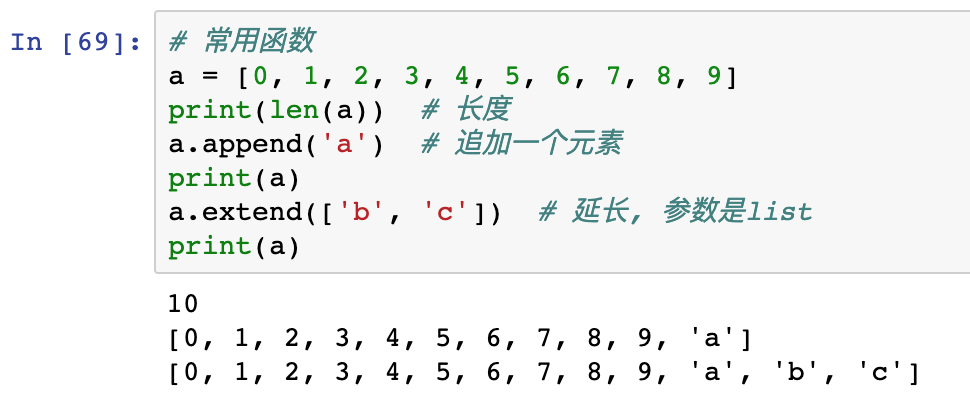 In [69]:
# 常用函数
a = [0, 1, 2, 3, 4, 5, 6, 7, 8, 9]
print(len(a))  # 长度
a.append('a')  # 追加一个元素
print(a)
a.extend(['b', 'c'])  # 延长, 参数是list
print(a)
10
[0, 1, 2, 3, 4, 5, 6, 7, 8, 9, 'a']
[0, 1, 2, 3, 4, 5, 6, 7, 8, 9, 'a', 'b', 'c']